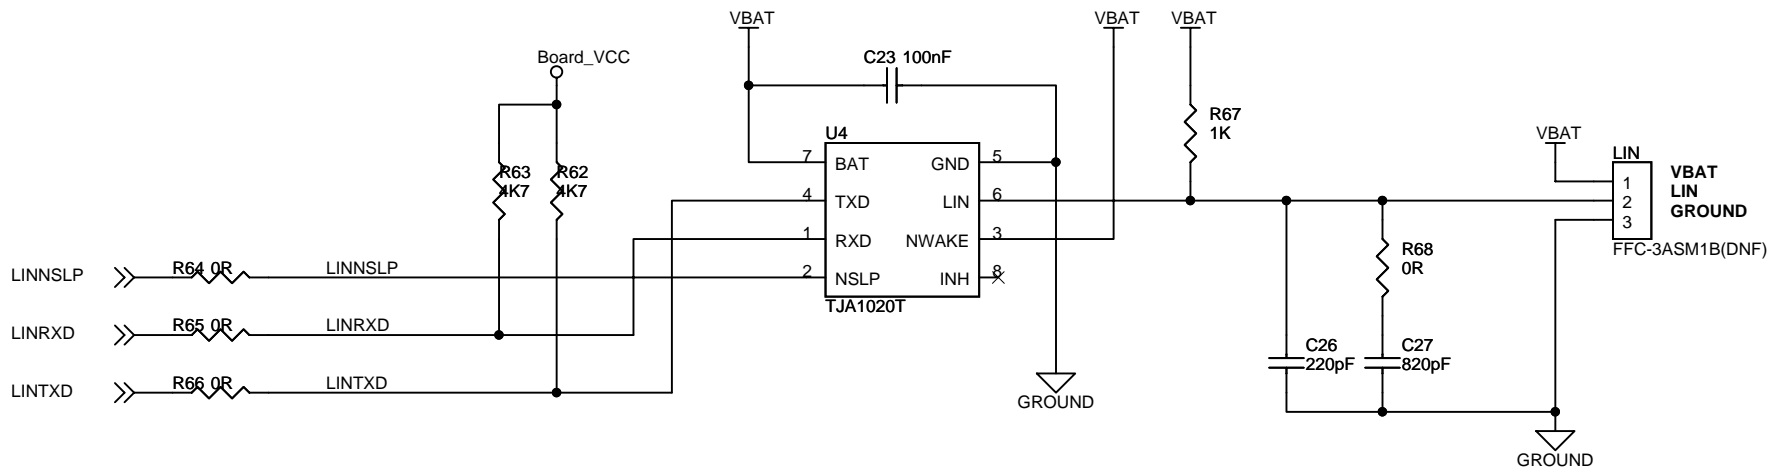 VBAT
VBAT
VBAT
Board_VCC
C23 100nF
R67
1K
U4
R63
4K7
R62
4K7
7
BAT
GND
5
4
TXD
LIN
6
1
RXD
NWAKE
3
2
NSLP
INH
8
TJA1020T
VBAT
LIN
1
2
3
VBAT
LIN
GROUND
FFC-3ASM1B(DNF)
LINNSLP
R64 0R
LINNSLP
R68
0R
LINRXD
R65 0R
LINRXD
C26
220pF
C27
820pF
LINTXD
R66 0R
LINTXD
GROUND
GROUND